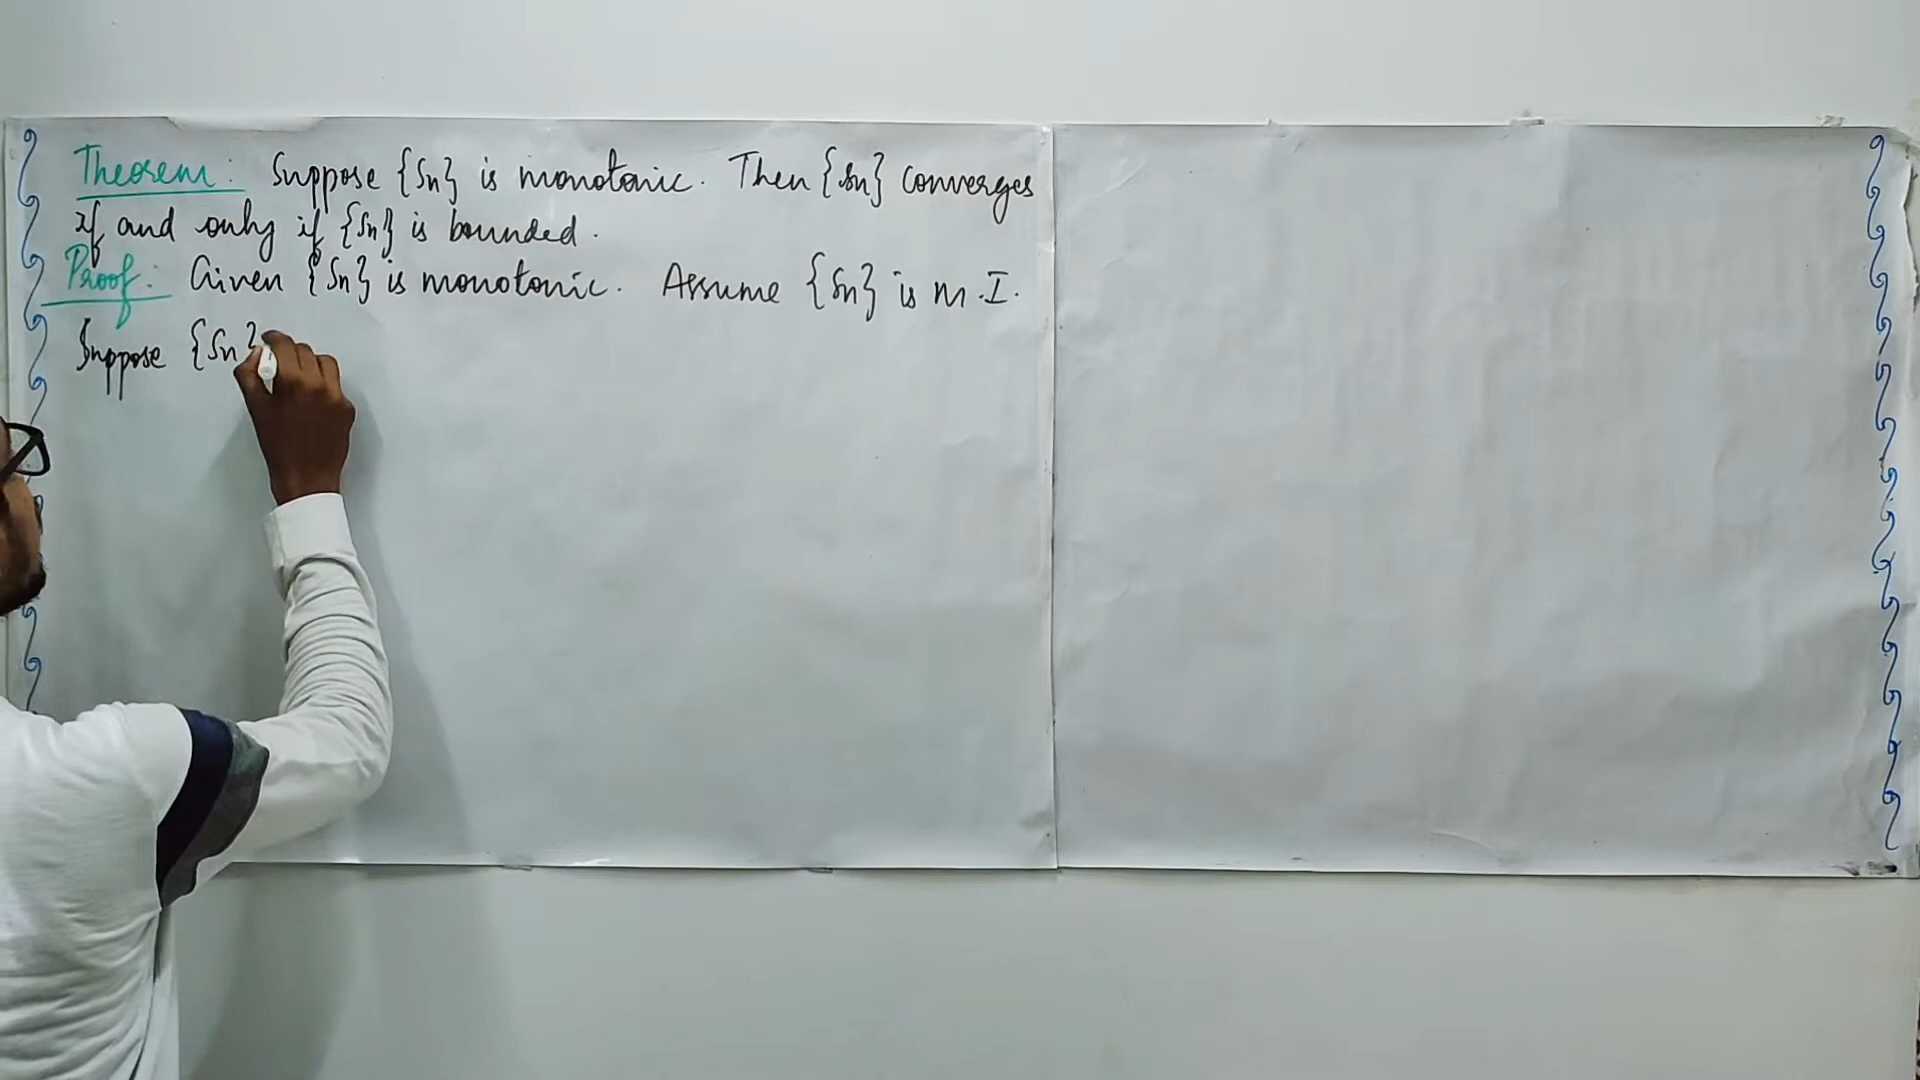 Theorem: Suppose {Sn} is monotonic. Then {Sn} converges
if and only if {Sn} is bounded.
Proof: Given {Sn} is monotonic. Assume {Sn} is M.I.
Suppose {Sn}